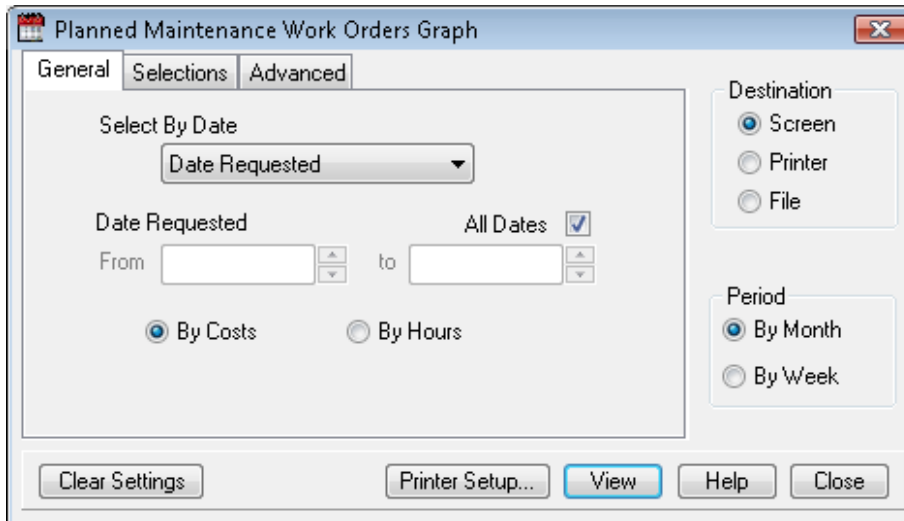 Planned Maintenance Work Orders Graph
General Selections Advanced
Select By Date
Date Requested
Date Requested All Dates
From to
By Costs By Hours
Destination
Screen
Printer
File
Period
By Month
By Week
Clear Settings Printer Setup... View Help Close